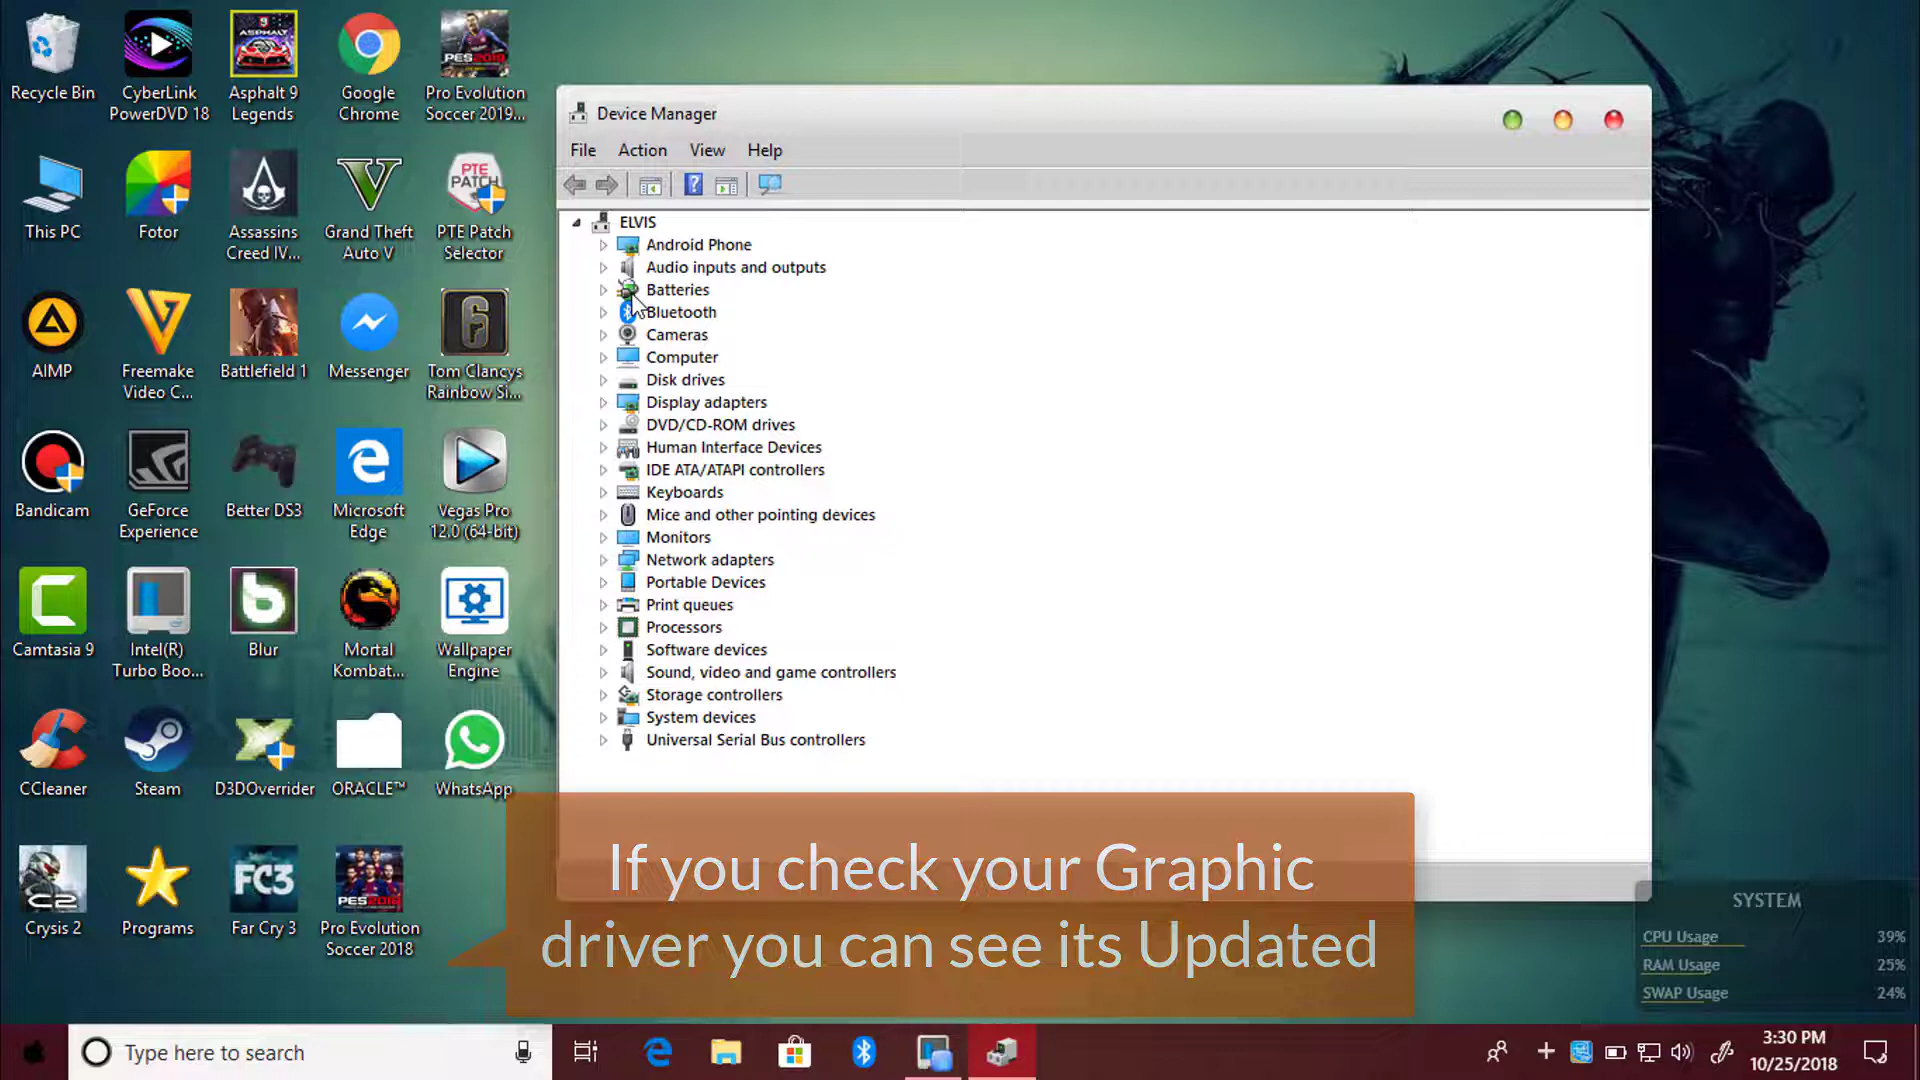 Recycle Bin
CyberLink
PowerDVD 18
Asphalt 9
Legends
Google
Chrome
Pro Evolution
Soccer 2019...
This PC
Fotor
Assassins
Creed IV...
Grand Theft
Auto V
PTE Patch
Selector
AIMP
Freemake
Video C...
Battlefield 1
Messenger
Tom Clancys
Rainbow Si...
Bandicam
GeForce
Experience
Better DS3
Microsoft
Edge
Vegas Pro
12.0 (64-bit)
Camtasia 9
Intel(R)
Turbo Boo...
Blur
Mortal
Kombat...
Wallpaper
Engine
CCleaner
Steam
D3DOverrider
ORACLE™
WhatsApp
Crysis 2
Programs
Far Cry 3
Pro Evolution
Soccer 2018
ASPHALT
PES2019
PTE
PATCH
C2
FC3
PES2018
Device Manager
File Action View Help
ELVIS
Android Phone
Audio inputs and outputs
Batteries
Bluetooth
Cameras
Computer
Disk drives
Display adapters
DVD/CD-ROM drives
Human Interface Devices
IDE ATA/ATAPI controllers
Keyboards
Mice and other pointing devices
Monitors
Network adapters
Portable Devices
Print queues
Processors
Software devices
Sound, video and game controllers
Storage controllers
System devices
Universal Serial Bus controllers
If you check your Graphic
driver you can see its Updated
SYSTEM
CPU Usage 39%
RAM Usage 25%
SWAP Usage 24%
Type here to search
3:30 PM
10/25/2018